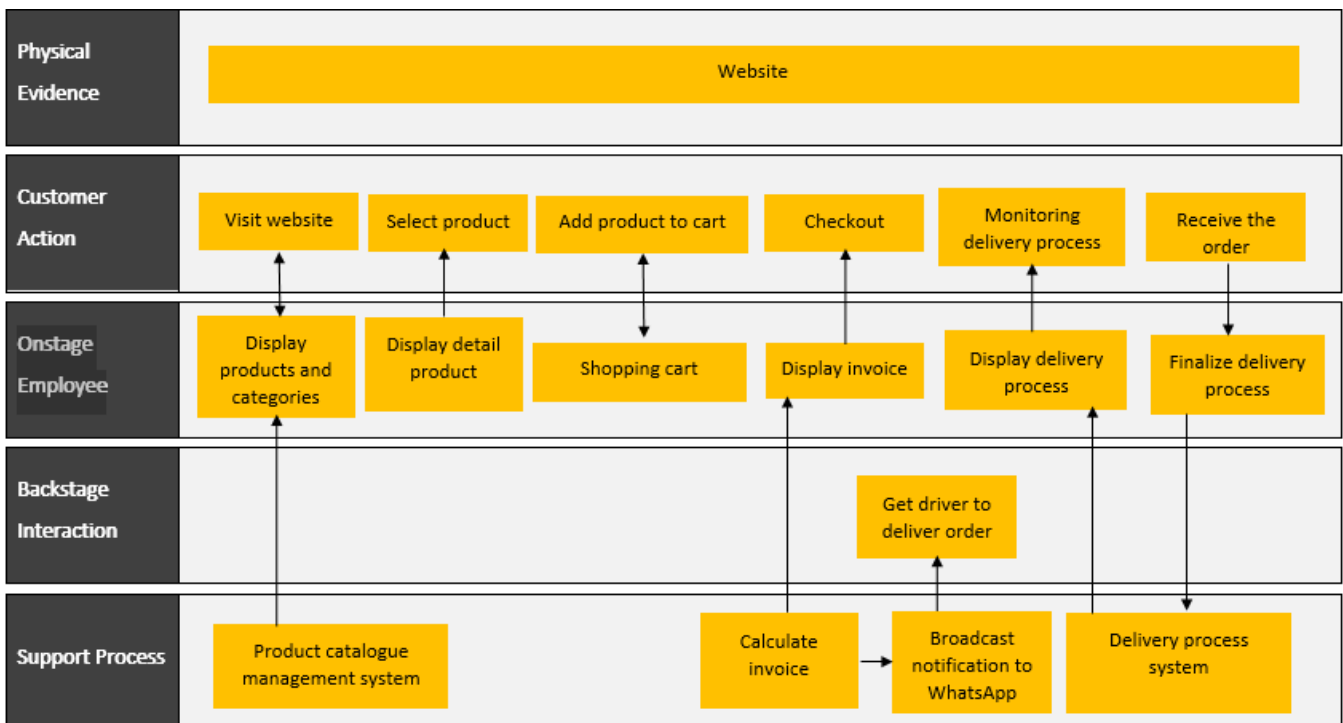 Physical
Evidence
Website
Customer
Action
Visit website
Select product
Add product to cart
Checkout
Monitoring
delivery process
Receive the
order
Onstage
Employee
Display
products and
categories
Display detail
product
Shopping cart
Display invoice
Display delivery
process
Finalize delivery
process
Backstage
Interaction
Get driver to
deliver order
Support Process
Product catalogue
management system
Calculate
invoice
Broadcast
notification to
WhatsApp
Delivery process
system